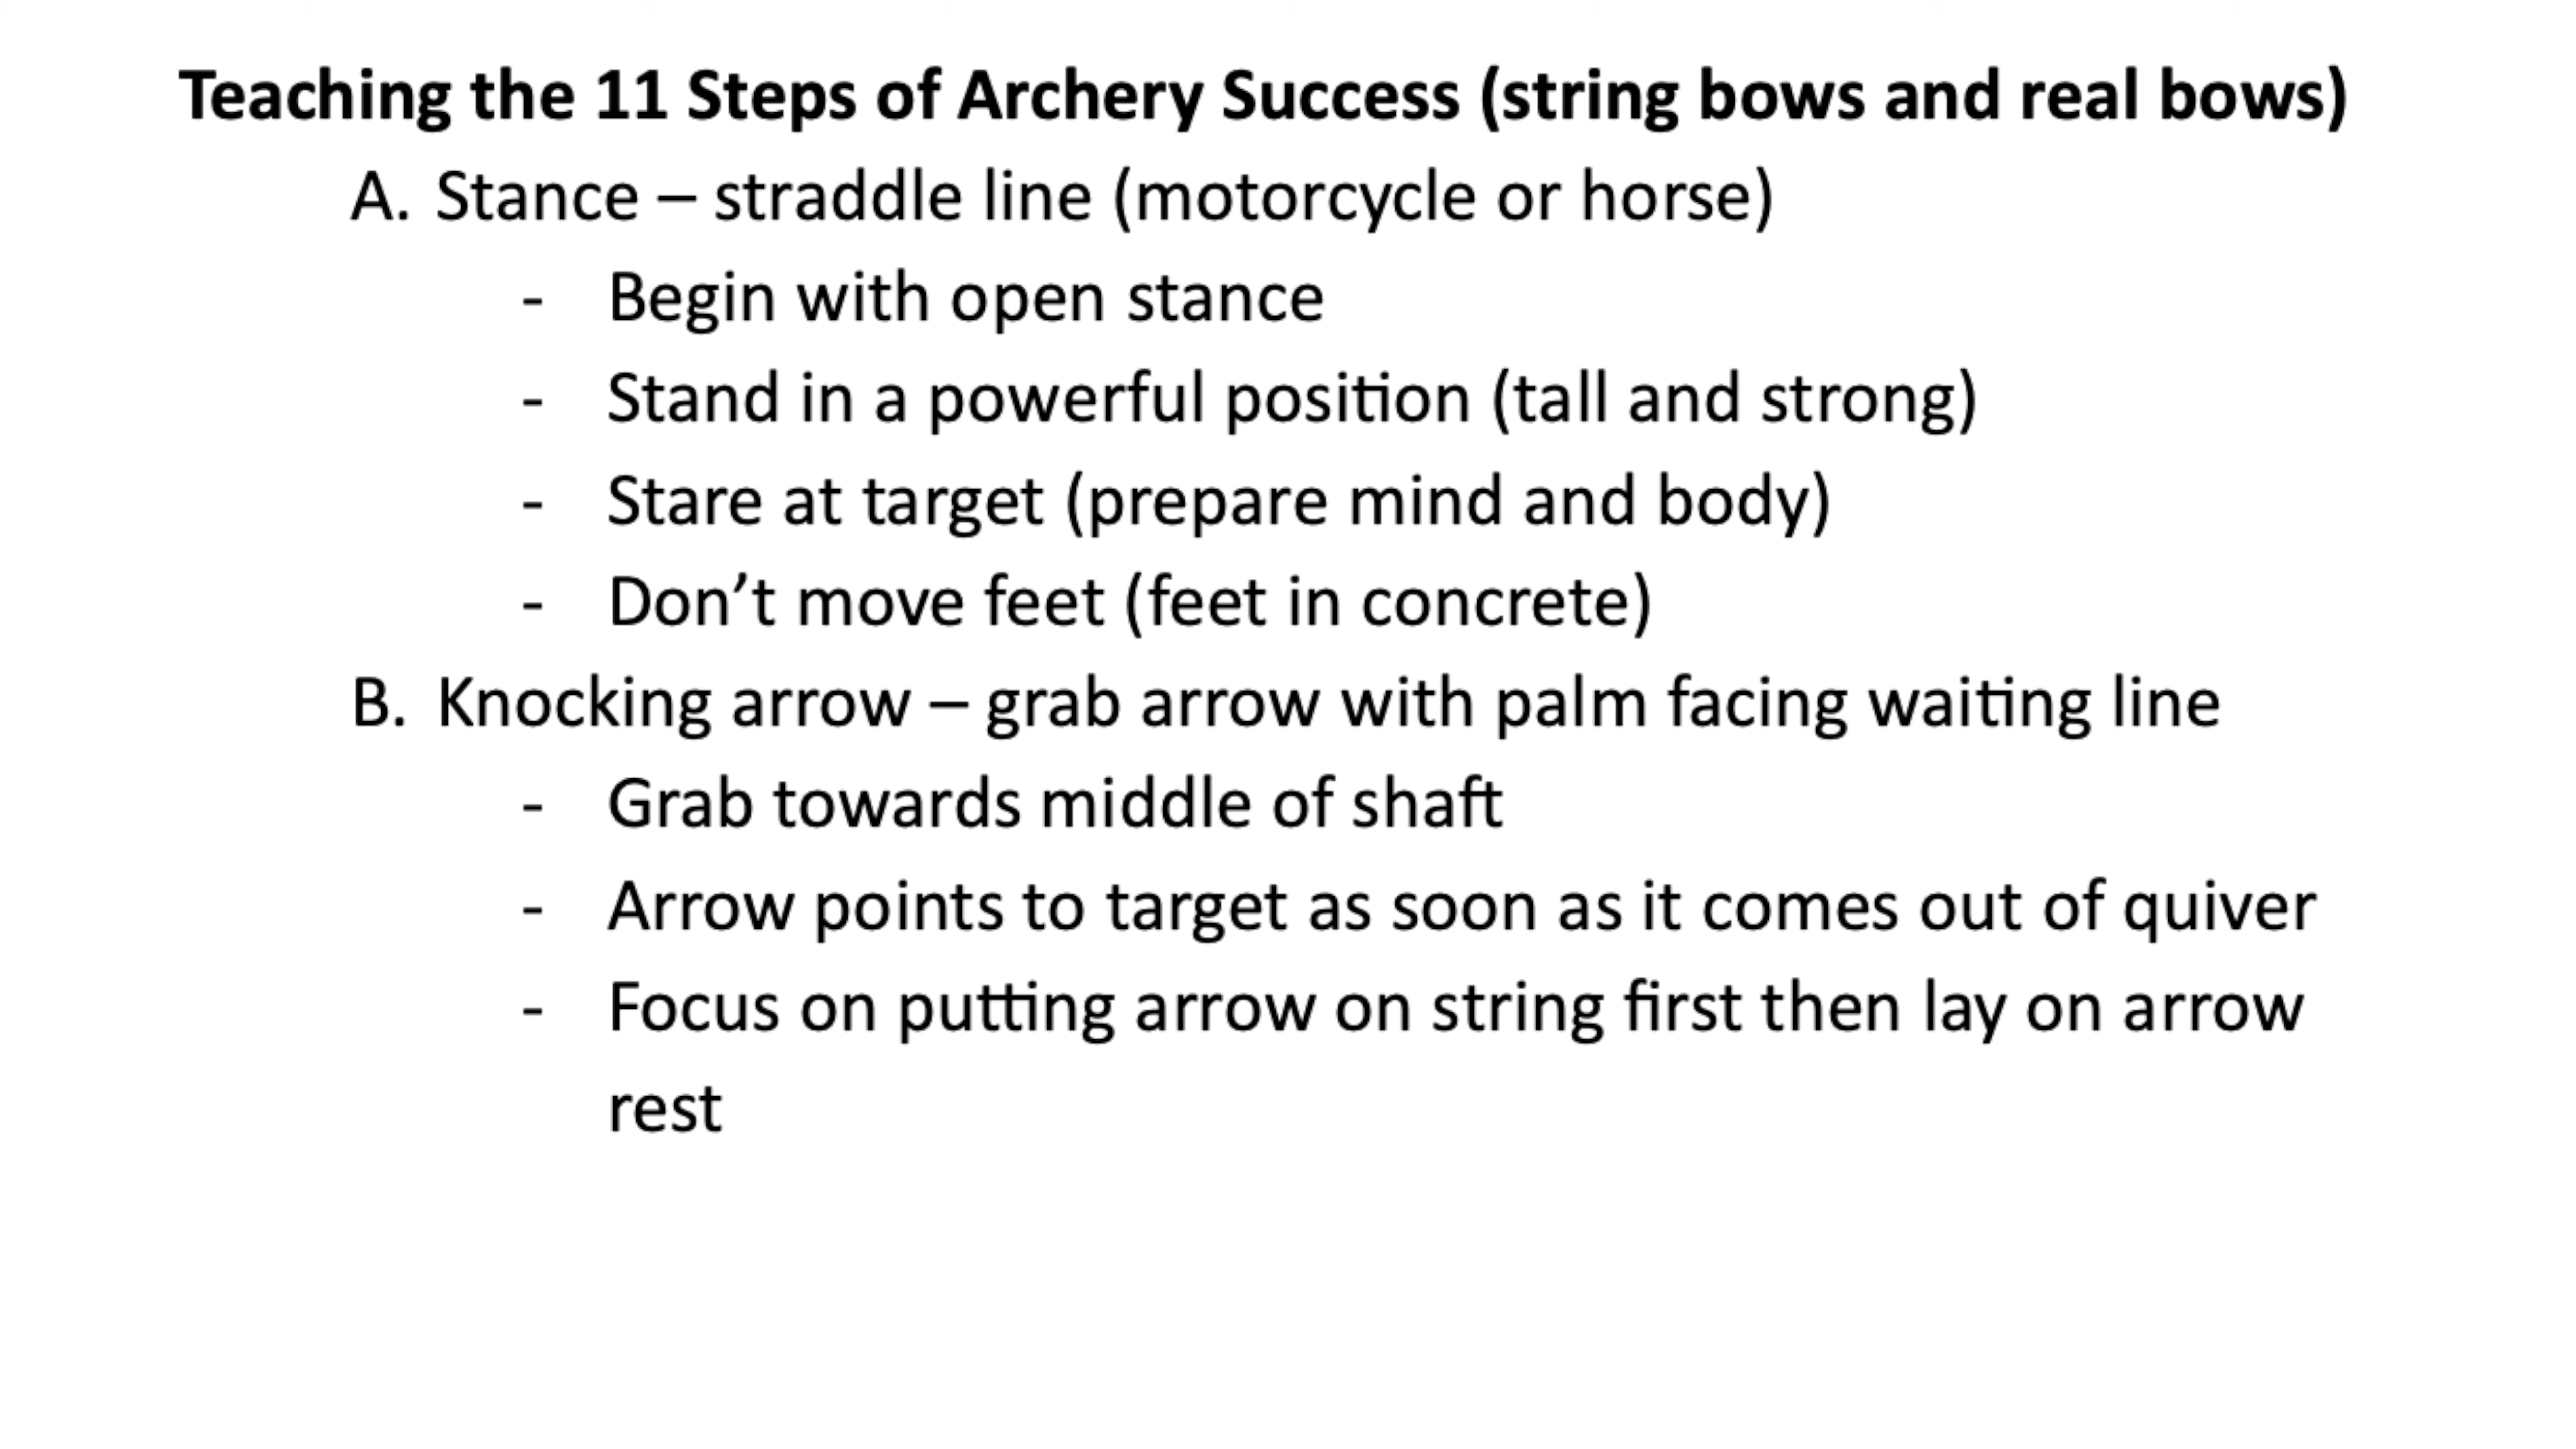 Teaching the 11 Steps of Archery Success (string bows and real bows)
A. Stance – straddle line (motorcycle or horse)
- Begin with open stance
- Stand in a powerful position (tall and strong)
- Stare at target (prepare mind and body)
- Don’t move feet (feet in concrete)
B. Knocking arrow – grab arrow with palm facing waiting line
- Grab towards middle of shaft
- Arrow points to target as soon as it comes out of quiver
- Focus on putting arrow on string first then lay on arrow
rest